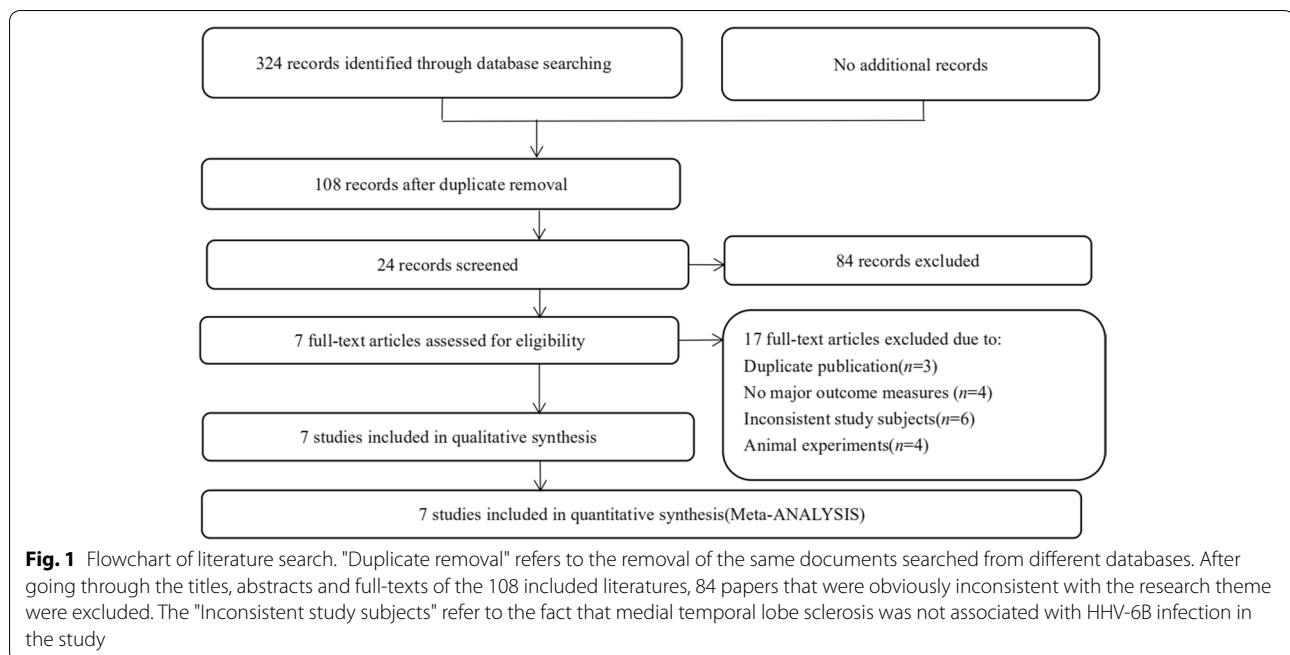 324 records identified through database searching
No additional records
108 records after duplicate removal
24 records screened
84 records excluded
7 full-text articles assessed for eligibility
17 full-text articles excluded due to:
Duplicate publication(n=3)
No major outcome measures (n=4)
Inconsistent study subjects(n=6)
Animal experiments(n=4)
7 studies included in qualitative synthesis
7 studies included in quantitative synthesis(Meta-ANALYSIS)
Fig. 1 Flowchart of literature search. "Duplicate removal" refers to the removal of the same documents searched from different databases. After
going through the titles, abstracts and full-texts of the 108 included literatures, 84 papers that were obviously inconsistent with the research theme
were excluded. The "Inconsistent study subjects" refer to the fact that medial temporal lobe sclerosis was not associated with HHV-6B infection in
the study